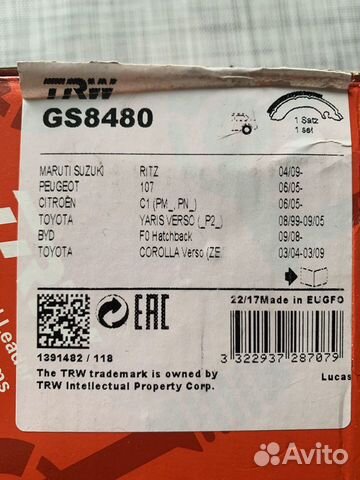 TRW
GS8480
1 Satz
1 set
MARUTI SUZUKI RITZ 04/09-
PEUGEOT 107 06/05-
CITROËN C1 (PM_, PN_) 06/05-
TOYOTA YARIS VERSO (_P2_) 08/99-09/05
BYD F0 Hatchback 09/08-
TOYOTA COROLLA Verso (ZE 03/04-03/09
EAC
22/17 Made in EUGFO
1391482 / 118
3 322937 287079
The TRW trademark is owned by
TRW Intellectual Property Corp.
Lucas
Avito